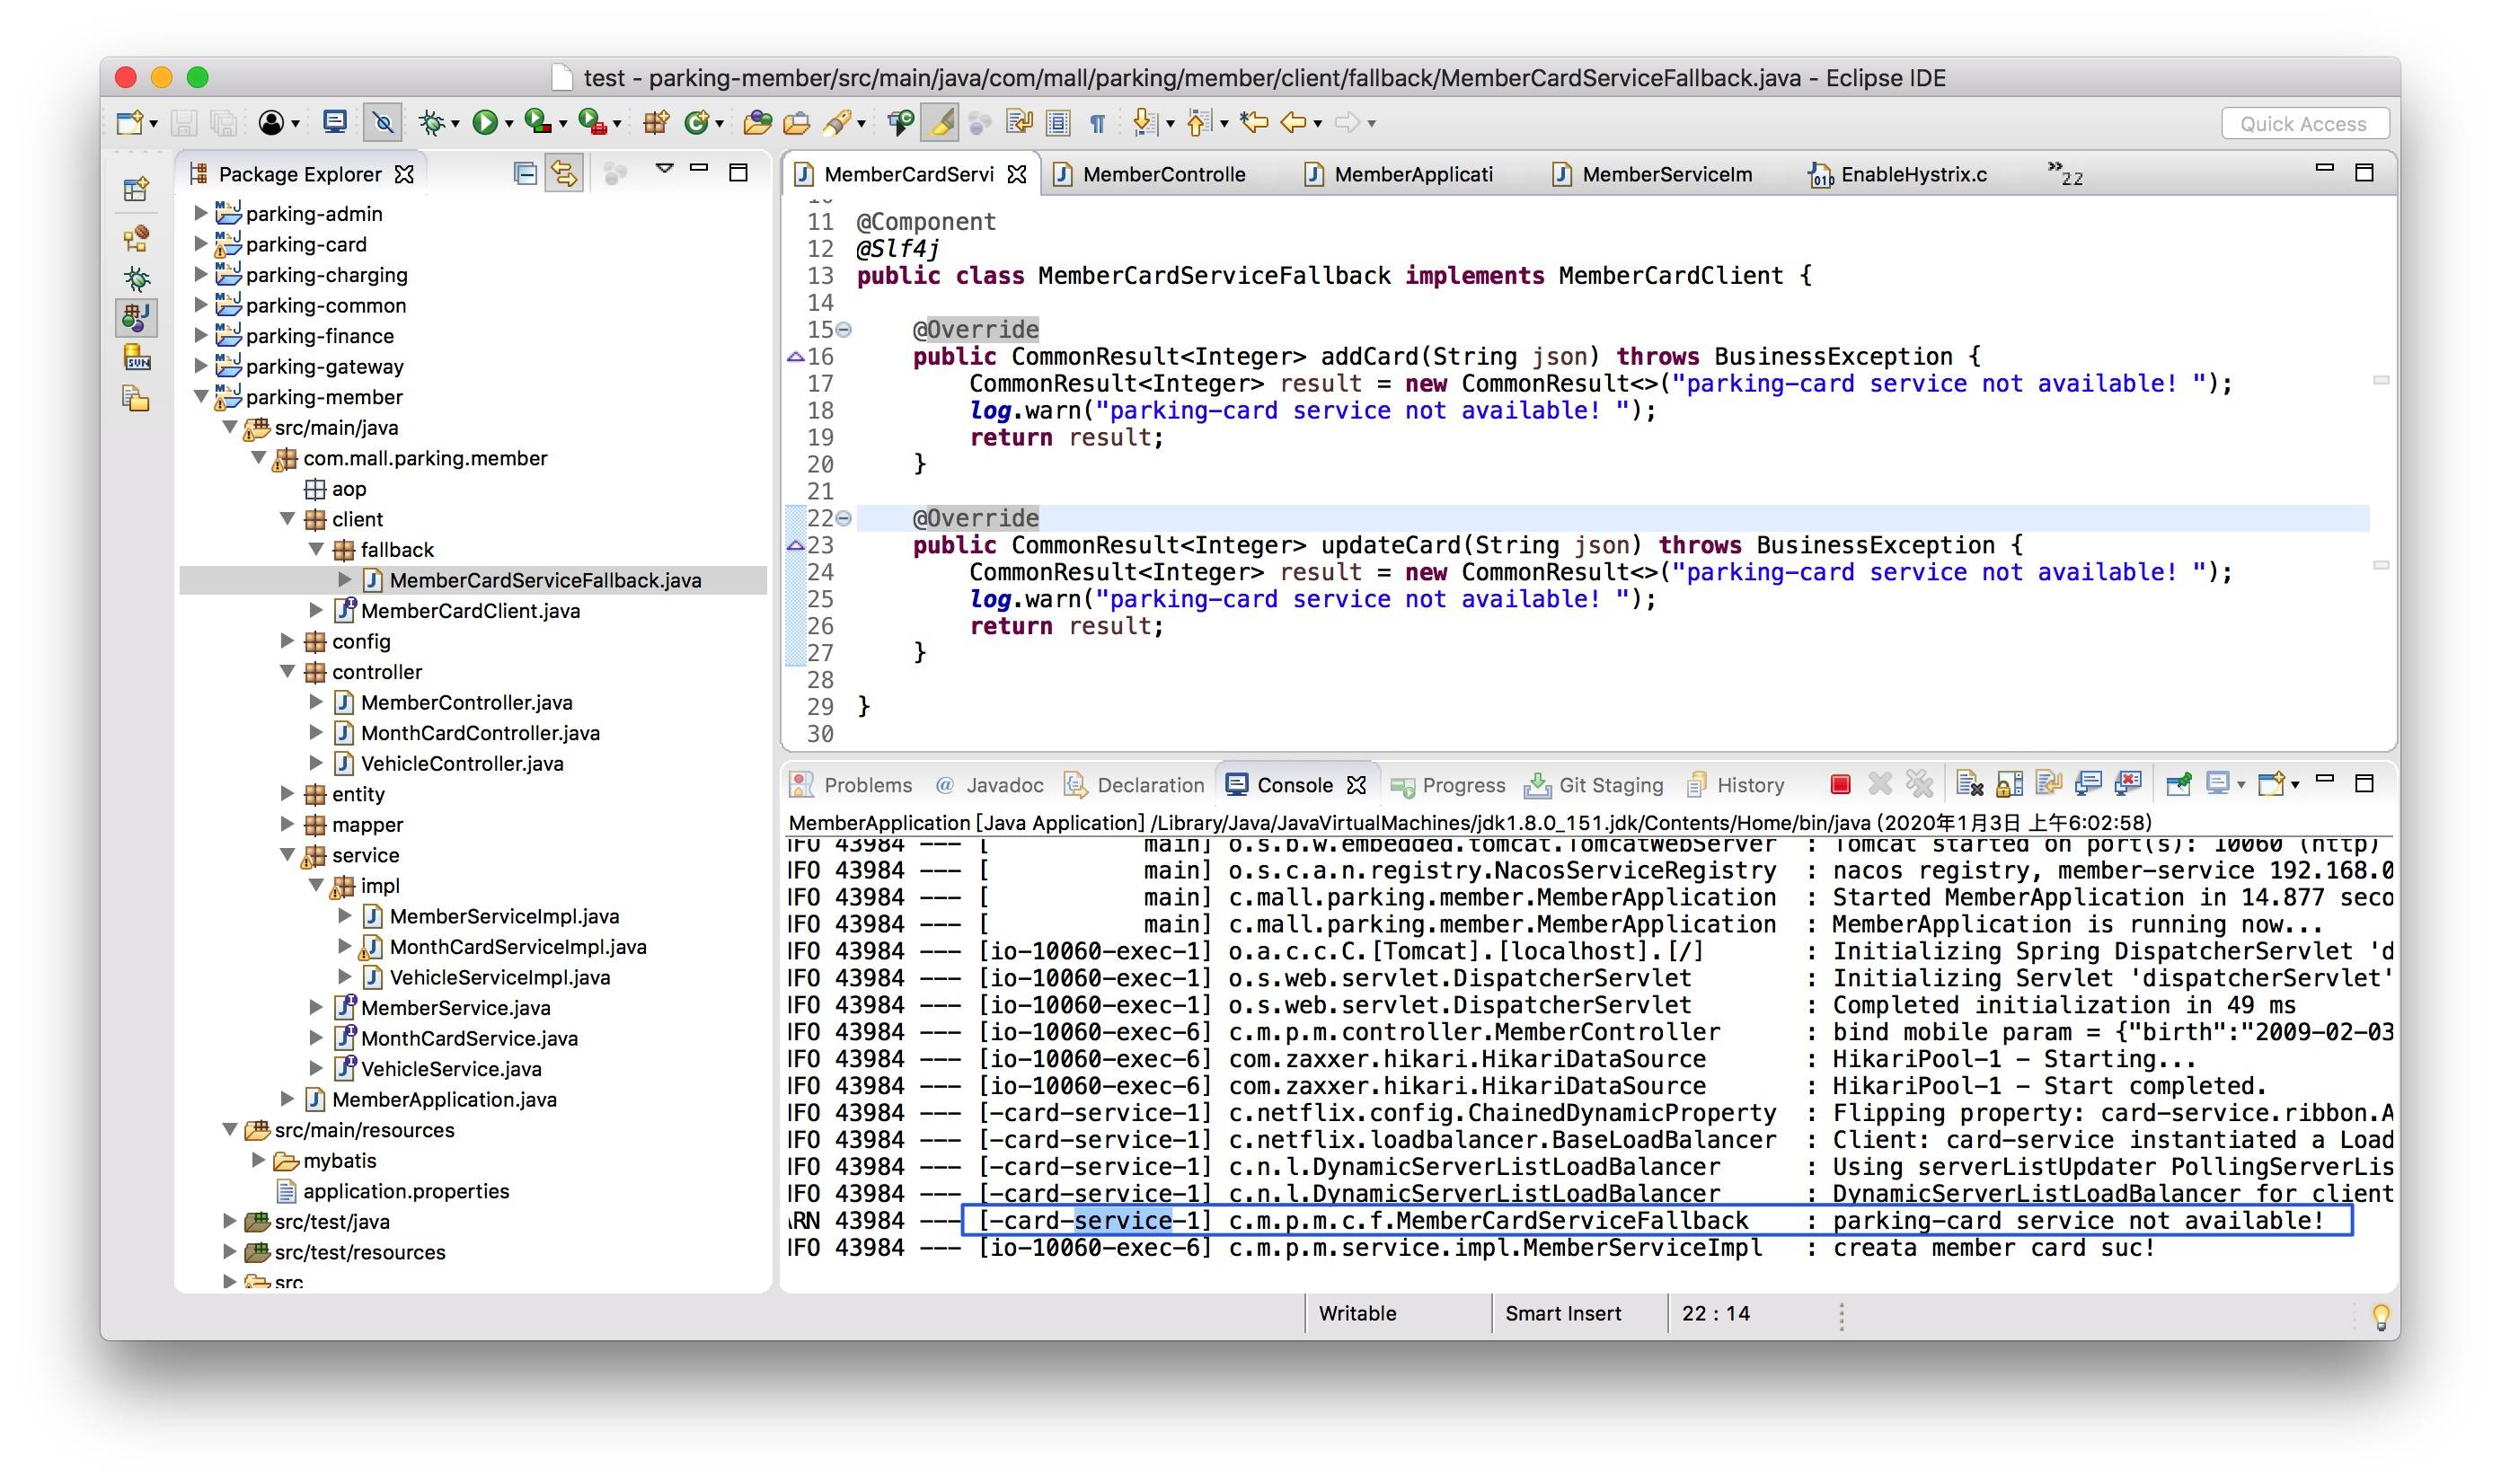 test - parking-member/src/main/java/com/mall/parking/member/client/fallback/MemberCardServiceFallback.java - Eclipse IDE
Quick Access
Package Explorer
parking-admin
parking-card
parking-charging
parking-common
parking-finance
parking-gateway
parking-member
src/main/java
com.mall.parking.member
aop
client
fallback
MemberCardServiceFallback.java
MemberCardClient.java
config
controller
MemberController.java
MonthCardController.java
VehicleController.java
entity
mapper
service
impl
MemberServiceImpl.java
MonthCardServiceImpl.java
VehicleServiceImpl.java
MemberService.java
MonthCardService.java
VehicleService.java
MemberApplication.java
src/main/resources
mybatis
application.properties
src/test/java
src/test/resources
src
MemberCardServi MemberControlle MemberApplicati MemberServiceIm EnableHystrix.c »22
11 @Component
12 @Slf4j
13 public class MemberCardServiceFallback implements MemberCardClient {
14
15 @Override
16 public CommonResult<Integer> addCard(String json) throws BusinessException {
17 CommonResult<Integer> result = new CommonResult<>("parking-card service not available! ");
18 log.warn("parking-card service not available! ");
19 return result;
20 }
21
22 @Override
23 public CommonResult<Integer> updateCard(String json) throws BusinessException {
24 CommonResult<Integer> result = new CommonResult<>("parking-card service not available! ");
25 log.warn("parking-card service not available! ");
26 return result;
27 }
28
29 }
30
Problems @ Javadoc Declaration Console Progress Git Staging History
MemberApplication [Java Application] /Library/Java/JavaVirtualMachines/jdk1.8.0_151.jdk/Contents/Home/bin/java (2020年1月3日 上午6:02:58)
IFO 43984 --- [ main] o.s.b.w.embedded.tomcat.TomcatWebServer : Tomcat started on port(s): 10060 (http)
IFO 43984 --- [ main] o.s.c.a.n.registry.NacosServiceRegistry : nacos registry, member-service 192.168.0
IFO 43984 --- [ main] c.mall.parking.member.MemberApplication : Started MemberApplication in 14.877 seco
IFO 43984 --- [ main] c.mall.parking.member.MemberApplication : MemberApplication is running now...
IFO 43984 --- [io-10060-exec-1] o.a.c.c.C.[Tomcat].[localhost].[/] : Initializing Spring DispatcherServlet 'd
IFO 43984 --- [io-10060-exec-1] o.s.web.servlet.DispatcherServlet : Initializing Servlet 'dispatcherServlet'
IFO 43984 --- [io-10060-exec-1] o.s.web.servlet.DispatcherServlet : Completed initialization in 49 ms
IFO 43984 --- [io-10060-exec-6] c.m.p.m.controller.MemberController : bind mobile param = {"birth":"2009-02-03
IFO 43984 --- [io-10060-exec-6] com.zaxxer.hikari.HikariDataSource : HikariPool-1 - Starting...
IFO 43984 --- [io-10060-exec-6] com.zaxxer.hikari.HikariDataSource : HikariPool-1 - Start completed.
IFO 43984 --- [-card-service-1] c.netflix.config.ChainedDynamicProperty : Flipping property: card-service.ribbon.A
IFO 43984 --- [-card-service-1] c.netflix.loadbalancer.BaseLoadBalancer : Client: card-service instantiated a Load
IFO 43984 --- [-card-service-1] c.n.l.DynamicServerListLoadBalancer : Using serverListUpdater PollingServerLis
IFO 43984 --- [-card-service-1] c.n.l.DynamicServerListLoadBalancer : DynamicServerListLoadBalancer for client
ARN 43984 --- [-card-service-1] c.m.p.m.c.f.MemberCardServiceFallback : parking-card service not available!
IFO 43984 --- [io-10060-exec-6] c.m.p.m.service.impl.MemberServiceImpl : creata member card suc!
Writable Smart Insert 22 : 14